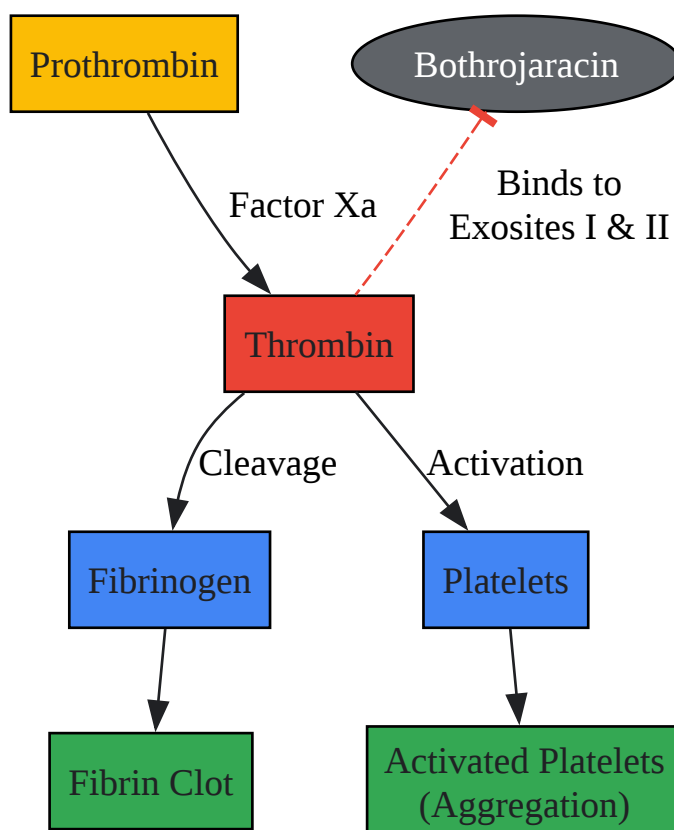 Prothrombin
Bothrojaracin
Factor Xa
Binds to
Exosites I & II
Thrombin
Cleavage
Activation
Fibrinogen
Platelets
Fibrin Clot
Activated Platelets
(Aggregation)